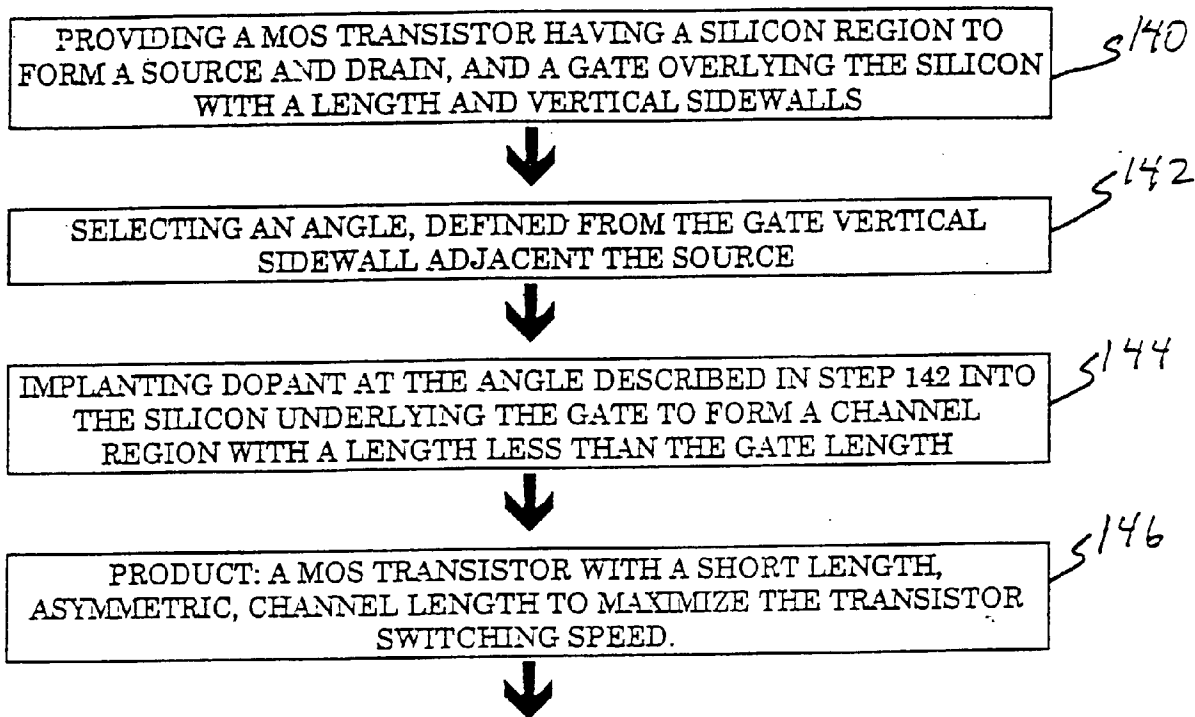 PROVIDING A MOS TRANSISTOR HAVING A SILICON REGION TO
FORM A SOURCE AND DRAIN, AND A GATE OVERLYING THE SILICON
WITH A LENGTH AND VERTICAL SIDEWALLS
140
SELECTING AN ANGLE, DEFINED FROM THE GATE VERTICAL
SIDEWALL ADJACENT THE SOURCE
142
IMPLANTING DOPANT AT THE ANGLE DESCRIBED IN STEP 142 INTO
THE SILICON UNDERLYING THE GATE TO FORM A CHANNEL
REGION WITH A LENGTH LESS THAN THE GATE LENGTH
144
PRODUCT: A MOS TRANSISTOR WITH A SHORT LENGTH,
ASYMMETRIC, CHANNEL LENGTH TO MAXIMIZE THE TRANSISTOR
SWITCHING SPEED.
146